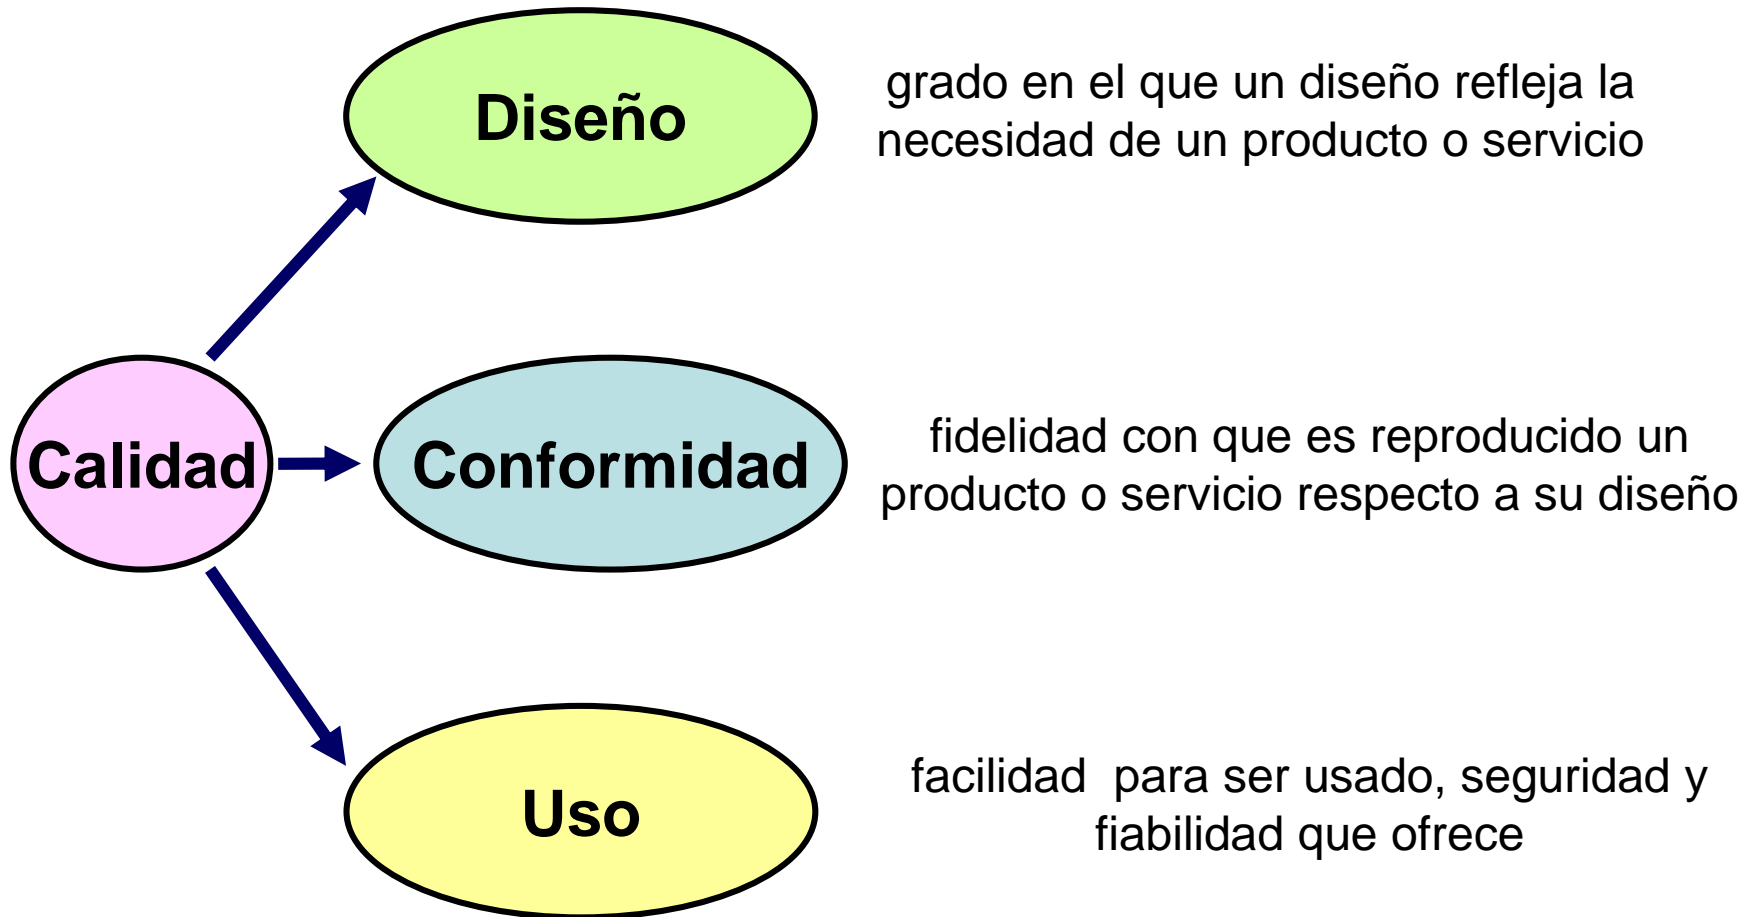 Diseño
grado en el que un diseño refleja la
necesidad de un producto o servicio
Calidad
Conformidad
fidelidad con que es reproducido un
producto o servicio respecto a su diseño
Uso
facilidad  para ser usado, seguridad y
fiabilidad que ofrece